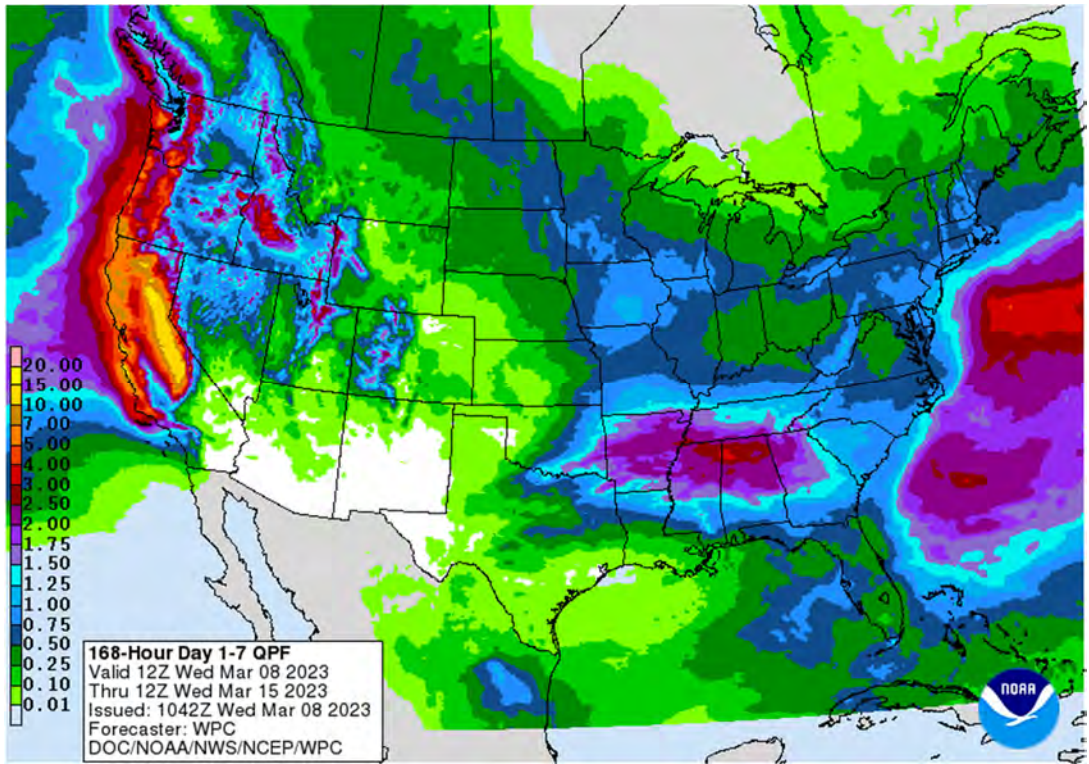 20.00
15.00
10.00
7.00
5.00
4.00
3.00
2.50
2.00
1.75
1.50
1.25
1.00
0.75
0.50
0.25
0.10
0.01
168-Hour Day 1-7 QPF
Valid 12Z Wed Mar 08 2023
Thru 12Z Wed Mar 15 2023
Issued: 1042Z Wed Mar 08 2023
Forecaster: WPC
DOC/NOAA/NWS/NCEP/WPC
NOAA